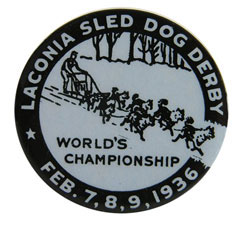 LACONIA SLED DOG DERBY
WORLD'S
CHAMPIONSHIP
★ FEB. 7, 8, 9, 1936